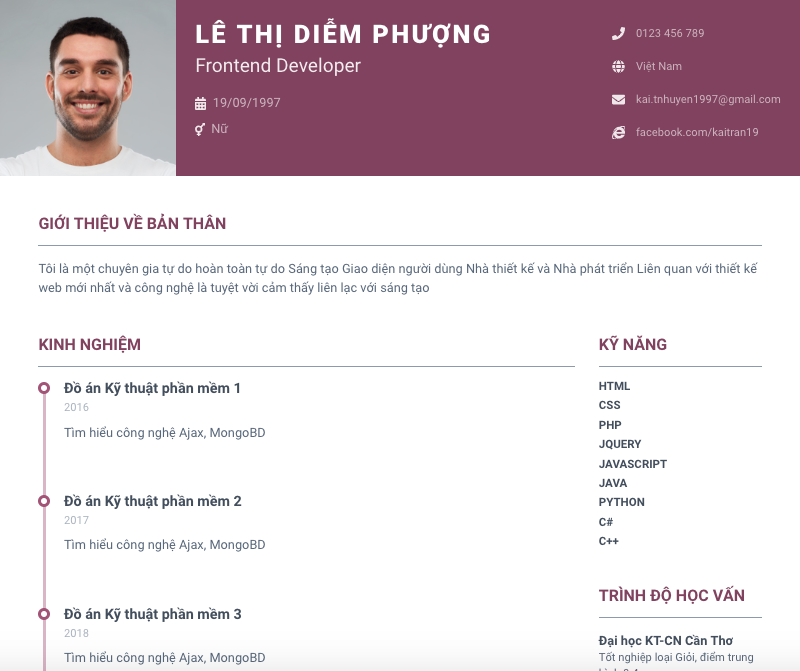 LÊ THỊ DIỄM PHƯỢNG
Frontend Developer
19/09/1997
Nữ
0123 456 789
Việt Nam
kai.tnhuyen1997@gmail.com
facebook.com/kaitran19
GIỚI THIỆU VỀ BẢN THÂN
Tôi là một chuyên gia tự do hoàn toàn tự do Sáng tạo Giao diện người dùng Nhà thiết kế và Nhà phát triển Liên quan với thiết kế
web mới nhất và công nghệ là tuyệt vời cảm thấy liên lạc với sáng tạo
KINH NGHIỆM
Đồ án Kỹ thuật phần mềm 1
2016
Tìm hiểu công nghệ Ajax, MongoBD
Đồ án Kỹ thuật phần mềm 2
2017
Tìm hiểu công nghệ Ajax, MongoBD
Đồ án Kỹ thuật phần mềm 3
2018
Tìm hiểu công nghệ Ajax, MongoBD
KỸ NĂNG
HTML
CSS
PHP
JQUERY
JAVASCRIPT
JAVA
PYTHON
C#
C++
TRÌNH ĐỘ HỌC VẤN
Đại học KT-CN Cần Thơ
Tốt nghiệp loại Giỏi, điểm trung